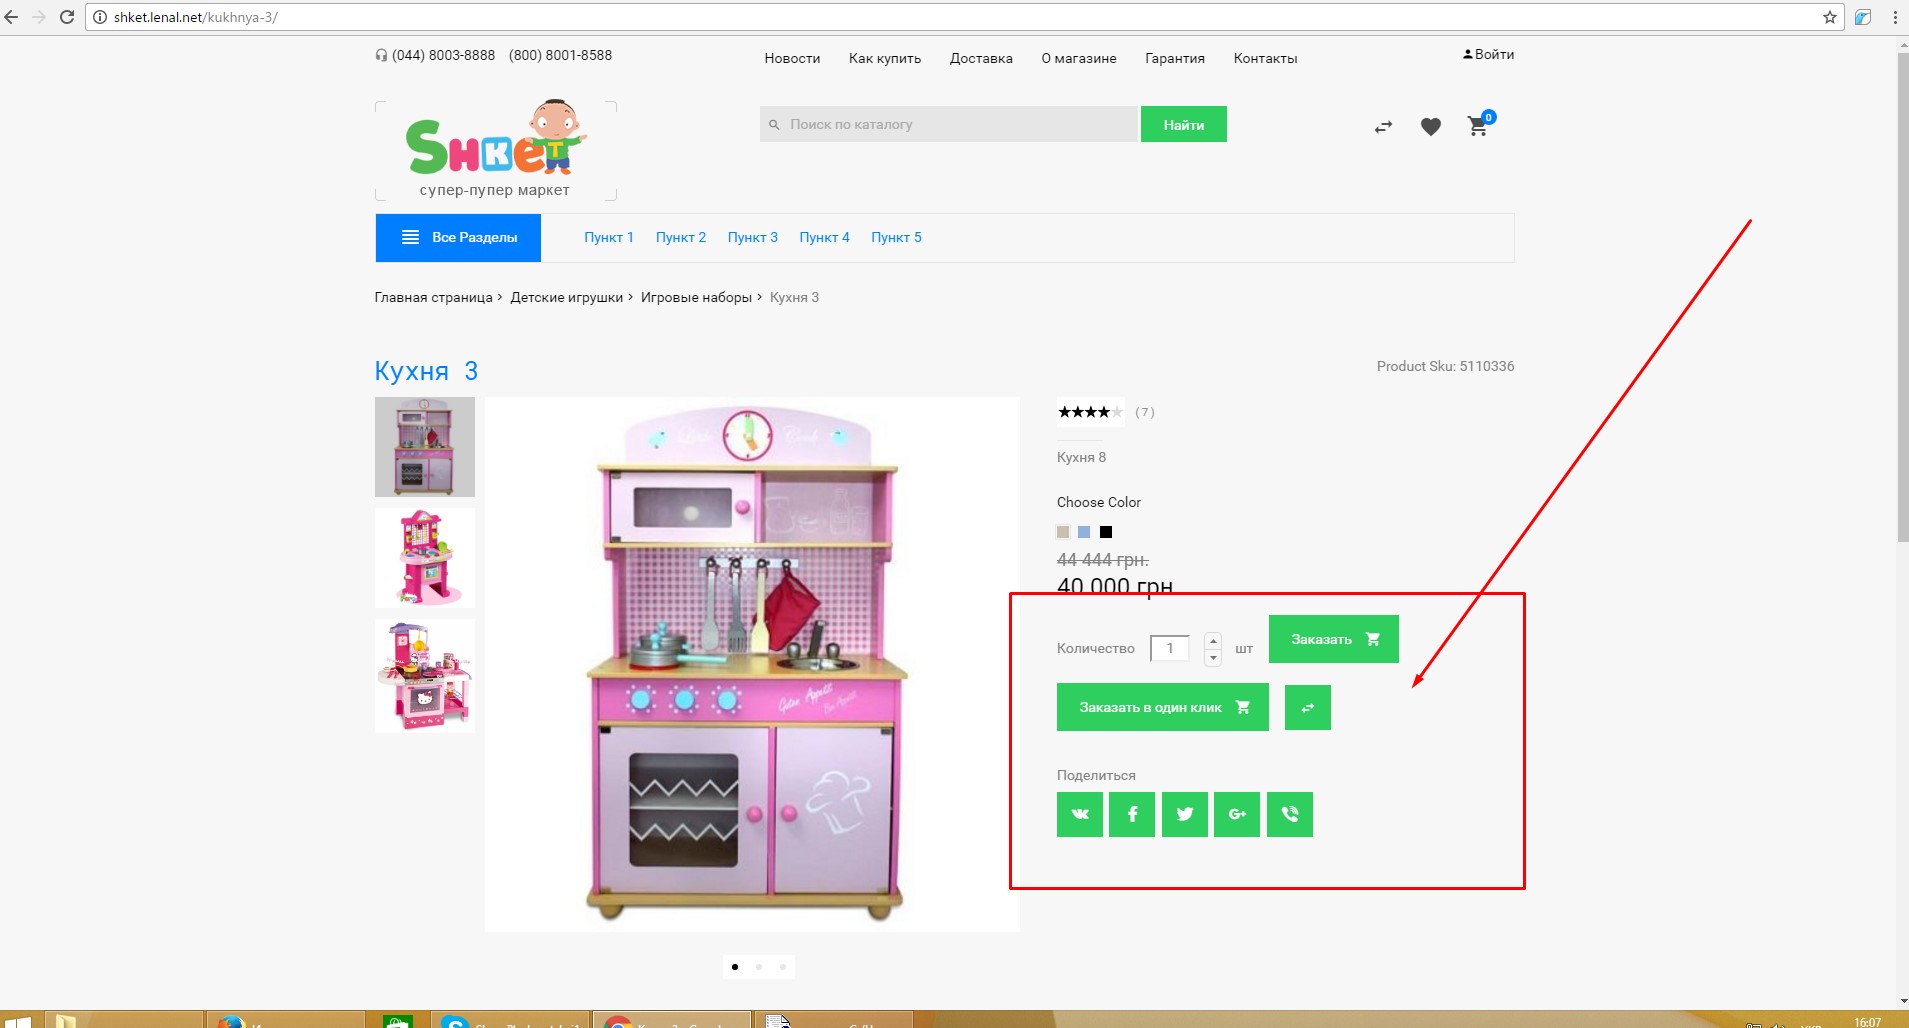 shket.lenal.net/kukhnya-3/
(044) 8003-8888 (800) 8001-8588
Новости Как купить Доставка О магазине Гарантия Контакты
Войти
SHKET
супер-пупер маркет
Поиск по каталогу
Найти
0
Все Разделы
Пункт 1 Пункт 2 Пункт 3 Пункт 4 Пункт 5
Главная страница > Детские игрушки > Игровые наборы > Кухня 3
Кухня 3
Product Sku: 5110336
(7)
Кухня 8
Choose Color
44 444 грн.
40 000 грн
Количество 1 шт
Заказать
Заказать в один клик
Поделиться
16:07